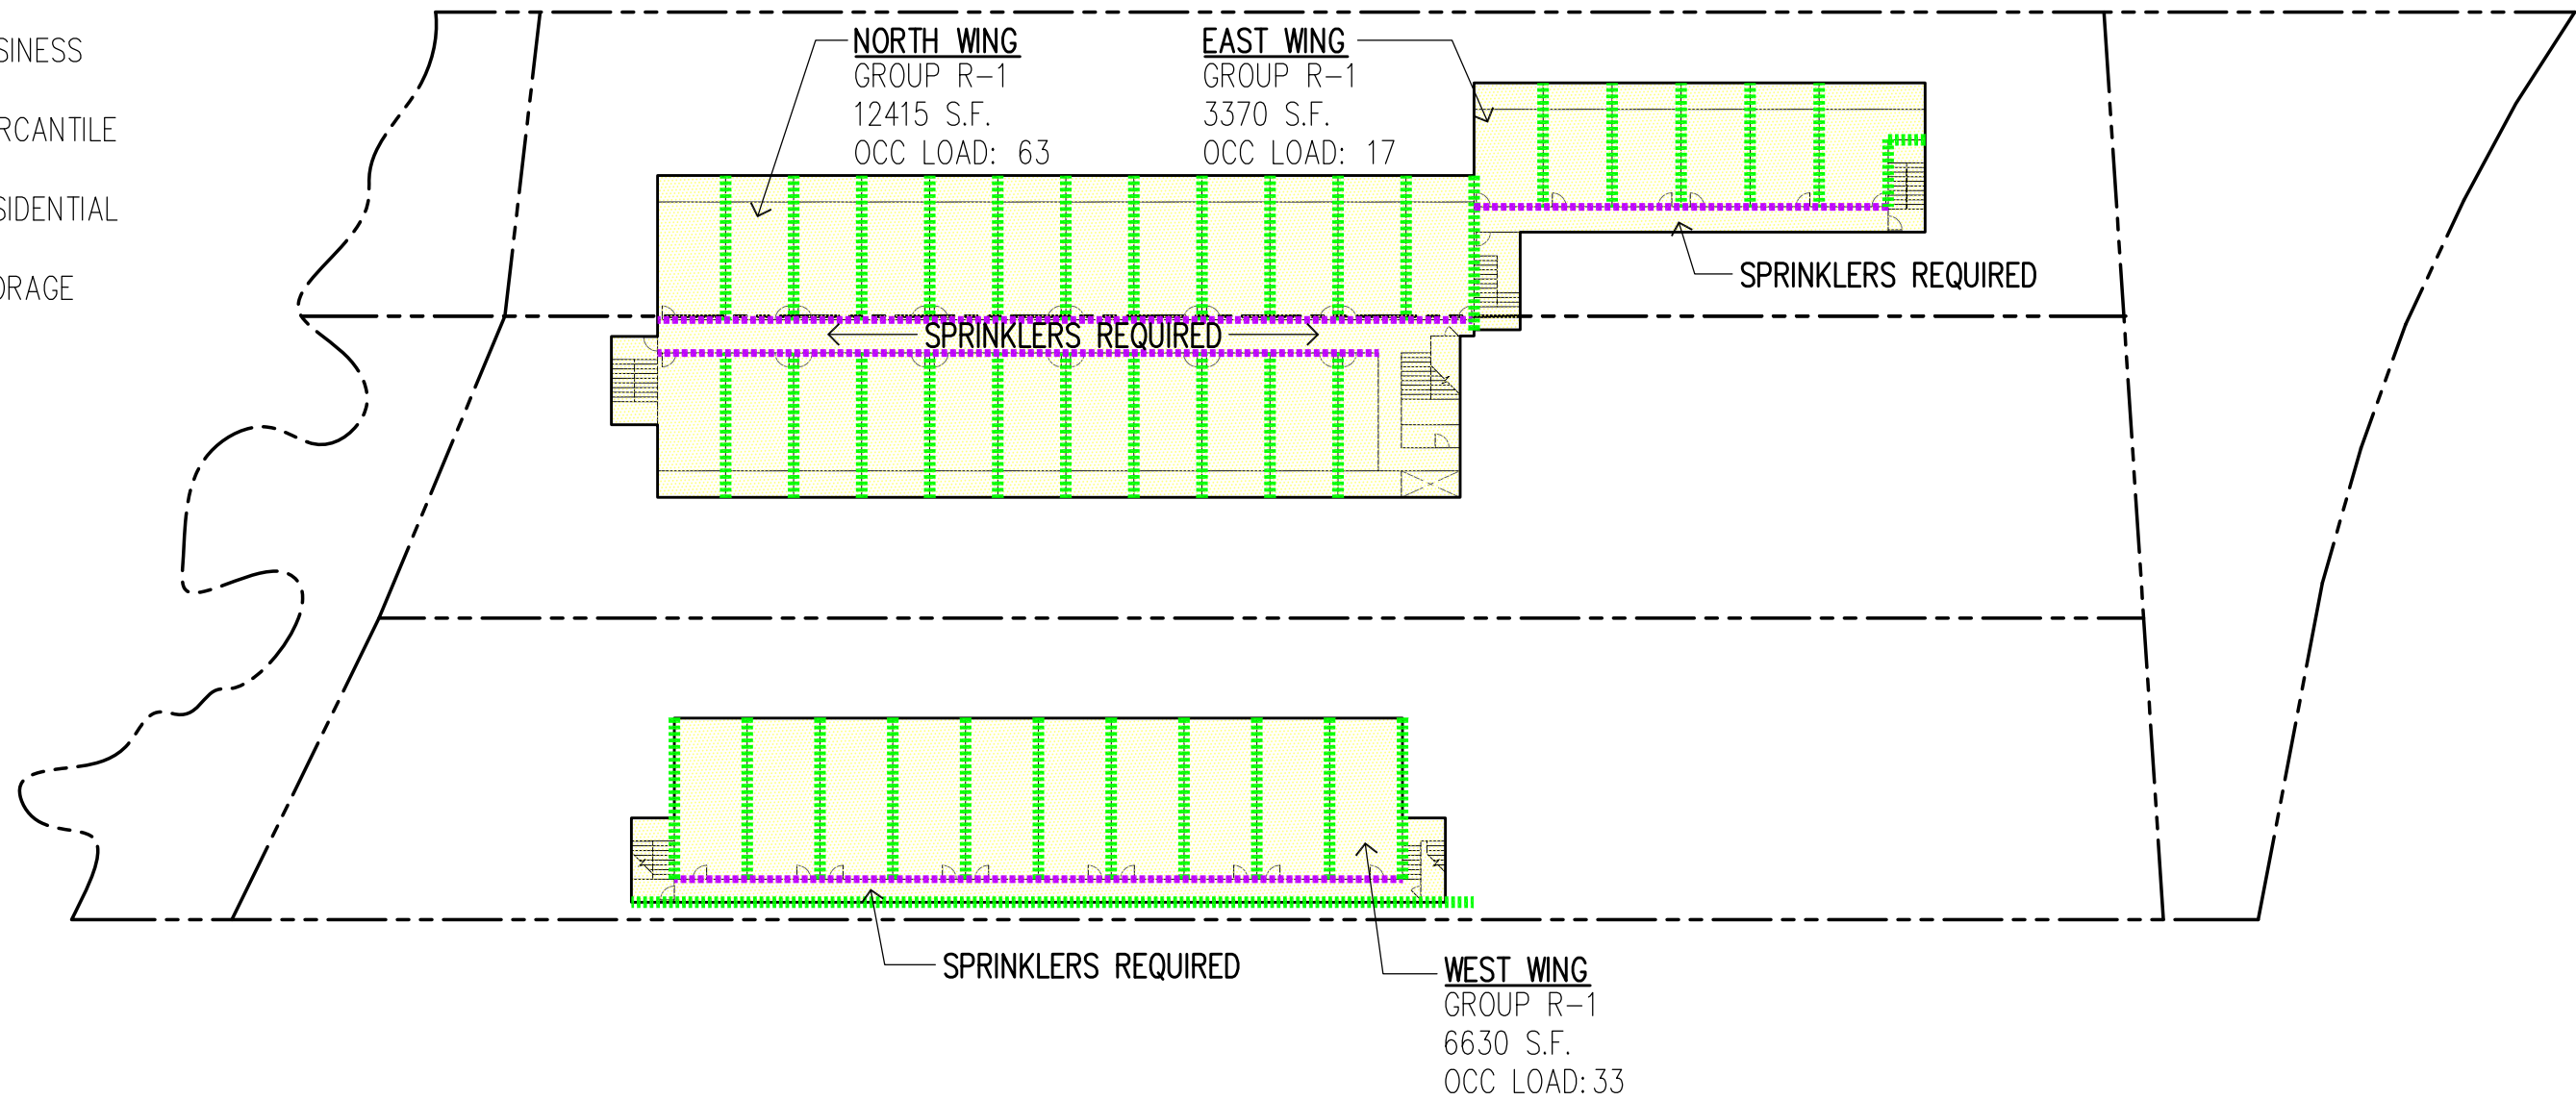 SINESS
RCANTILE
SIDENTIAL
ORAGE
NORTH WING
GROUP R-1
12415 S.F.
OCC LOAD: 63
EAST WING
GROUP R-1
3370 S.F.
OCC LOAD: 17
SPRINKLERS REQUIRED
SPRINKLERS REQUIRED
SPRINKLERS REQUIRED
WEST WING
GROUP R-1
6630 S.F.
OCC LOAD: 33